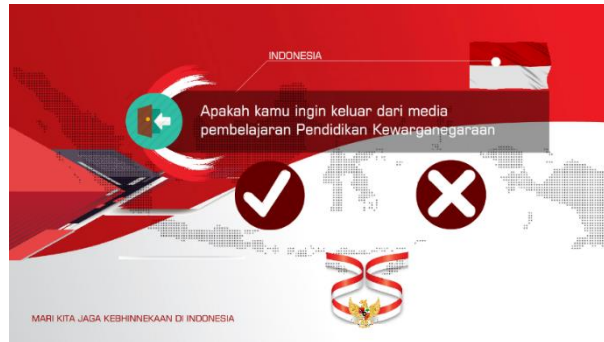 INDONESIA
Apakah kamu ingin keluar dari media
pembelajaran Pendidikan Kewarganegaraan
MARI KITA JAGA KEBHINNEKAAN DI INDONESIA